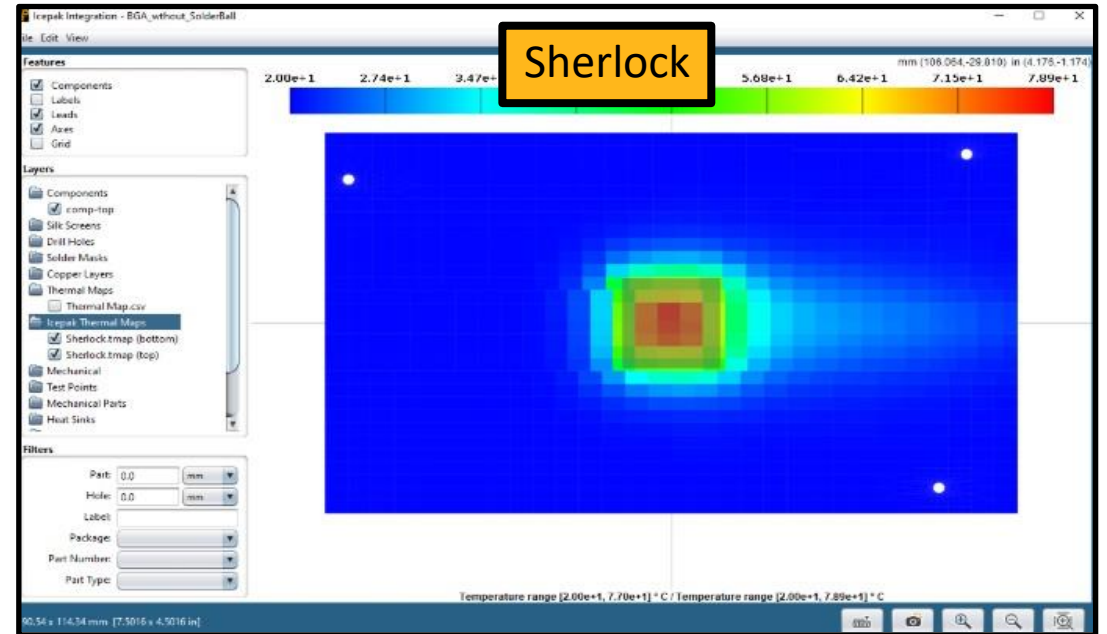 Icepak Integration - BGA_wthout_SolderBall
ile Edit View
Sherlock
mm (106.064,-29.810) in (4.176,-1.174)
2.00e+1 2.74e+1 3.47e+ 5.68e+1 6.42e+1 7.15e+1 7.89e+1
Features
Components
Labels
Leads
Axes
Grid
Layers
Components
comp-top
Silk Screens
Drill Holes
Solder Masks
Copper Layers
Thermal Maps
Thermal Map.csv
Icepak Thermal Maps
Sherlock.tmap (bottom)
Sherlock.tmap (top)
Mechanical
Test Points
Mechanical Parts
Heat Sinks
Filters
Part: 0.0 mm
Hole: 0.0 mm
Label:
Package:
Part Number:
Part Type:
Temperature range [2.00e+1, 7.70e+1] * C / Temperature range [2.00e+1, 7.89e+1] * C
90.54 x 114.34 mm [7.5016 x 4.5016 in]